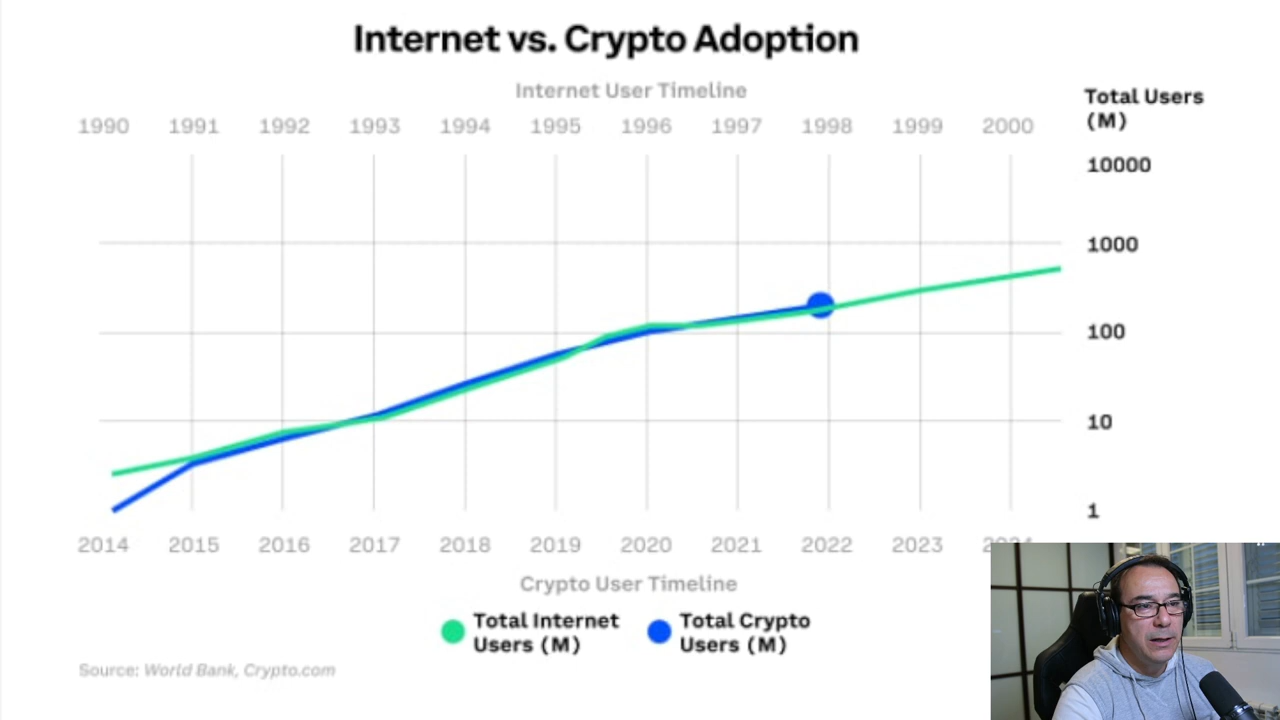 Internet vs. Crypto Adoption
Internet User Timeline
1990 1991 1992 1993 1994 1995 1996 1997 1998 1999 2000
Total Users
(M)
10000
1000
100
10
1
2014 2015 2016 2017 2018 2019 2020 2021 2022 2023
Crypto User Timeline
Total Internet
Users (M)
Total Crypto
Users (M)
Source: World Bank, Crypto.com